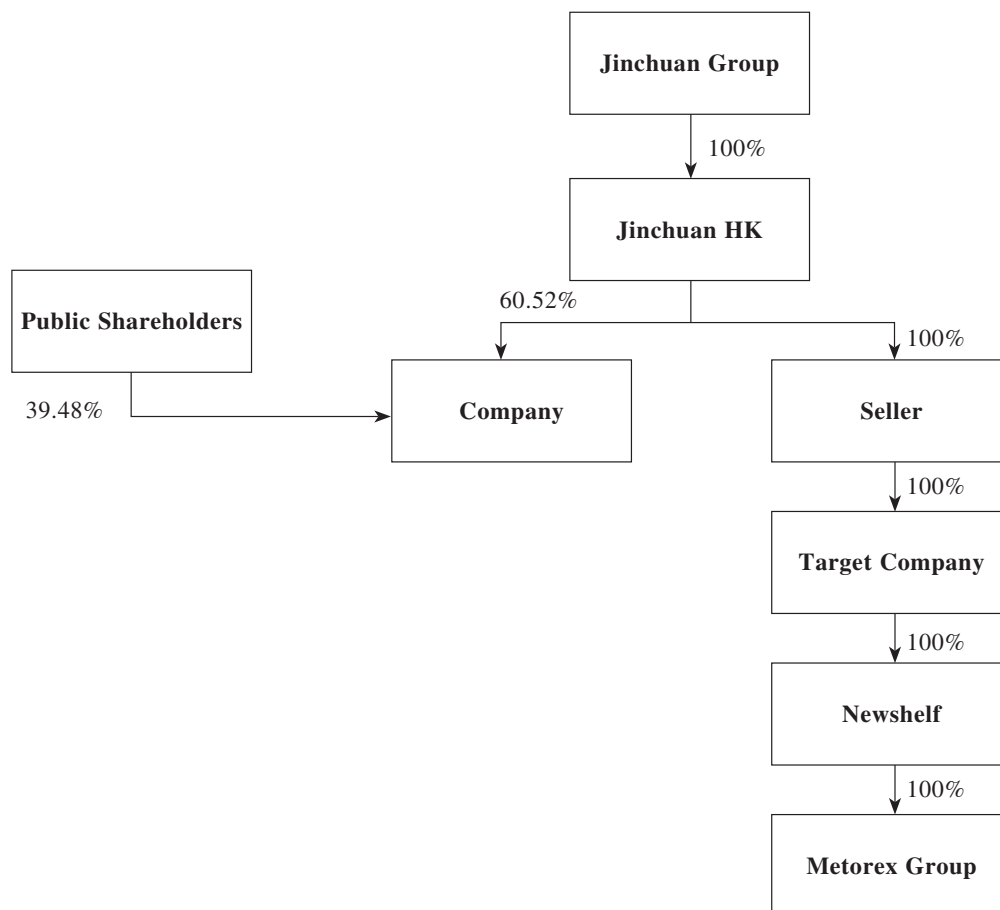 Jinchuan Group
100%
Jinchuan HK
60.52%
Public Shareholders
100%
39.48%
Company
Seller
100%
Target Company
100%
Newshelf
100%
Metorex Group